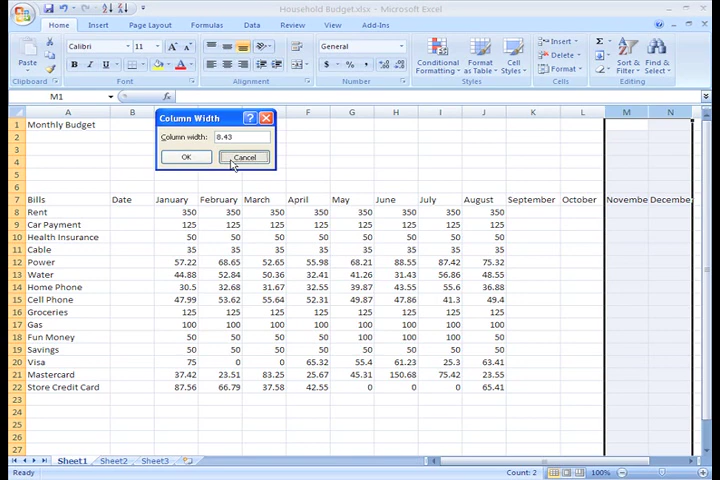 Household Budget.xlsx - Microsoft Excel
Home Insert Page Layout Formulas Data Review View Add-Ins
Calibri 11 General Insert Σ
Paste B I U $ % , Conditional Formatting Format as Table Cell Styles Delete Format Sort & Filter Find & Select
Clipboard Font Alignment Number Styles Cells Editing
M1 fx
A B F G H I J K L M N
Column Width
Column width: 8.43
OK Cancel
1 Monthly Budget
2
3
4
5
6
7 Bills Date January February March April May June July August September October Novembe December
8 Rent 350 350 350 350 350 350 350 350
9 Car Payment 125 125 125 125 125 125 125 125
10 Health Insurance 50 50 50 50 50 50 50 50
11 Cable 35 35 35 35 35 35 35 35
12 Power 57.22 68.65 52.65 55.98 68.21 88.55 87.42 75.32
13 Water 44.88 52.84 50.36 32.41 41.26 31.43 56.86 48.55
14 Home Phone 30.5 32.68 31.67 32.55 39.87 43.55 55.6 36.88
15 Cell Phone 47.99 53.62 55.64 52.31 49.87 47.86 41.3 49.4
16 Groceries 125 125 125 125 125 125 125 125
17 Gas 100 100 100 100 100 100 100 100
18 Fun Money 50 50 50 50 100 50 50 50
19 Savings 50 50 50 50 50 50 50 50
20 Visa 75 0 0 65.32 55.4 61.23 25.3 63.41
21 Mastercard 37.42 23.51 83.25 25.67 45.31 150.68 75.42 23.55
22 Store Credit Card 87.56 66.79 37.58 42.55 0 0 0 65.41
23
24
25
26
27
Sheet1 Sheet2 Sheet3
Ready Count: 2 100%